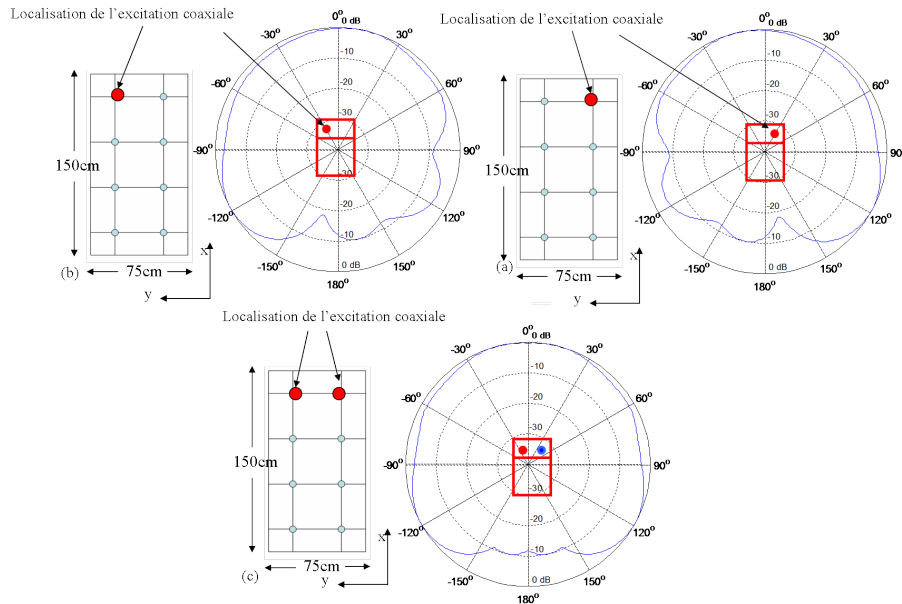 Localisation de l'excitation coaxiale
150cm
75cm
(b)
x
y
0°
0 dB
-10
-20
-30
-30
-20
-10
0 dB
30°
60°
90°
120°
150°
180°
-150°
-120°
-90°
-60°
-30°
Localisation de l'excitation coaxiale
150cm
75cm
(a)
x
y
0°
0 dB
-10
-20
-30
-30
-20
-10
0 dB
30°
60°
90
120°
150°
180°
-150°
-120°
-90°
-60°
-30°
Localisation de l'excitation coaxiale
150cm
75cm
(c)
x
y
0°
0 dB
-10
-20
-30
-30
-20
-10
0 dB
30°
60°
90°
120°
150°
180°
-150°
-120°
-90°
-60°
-30°